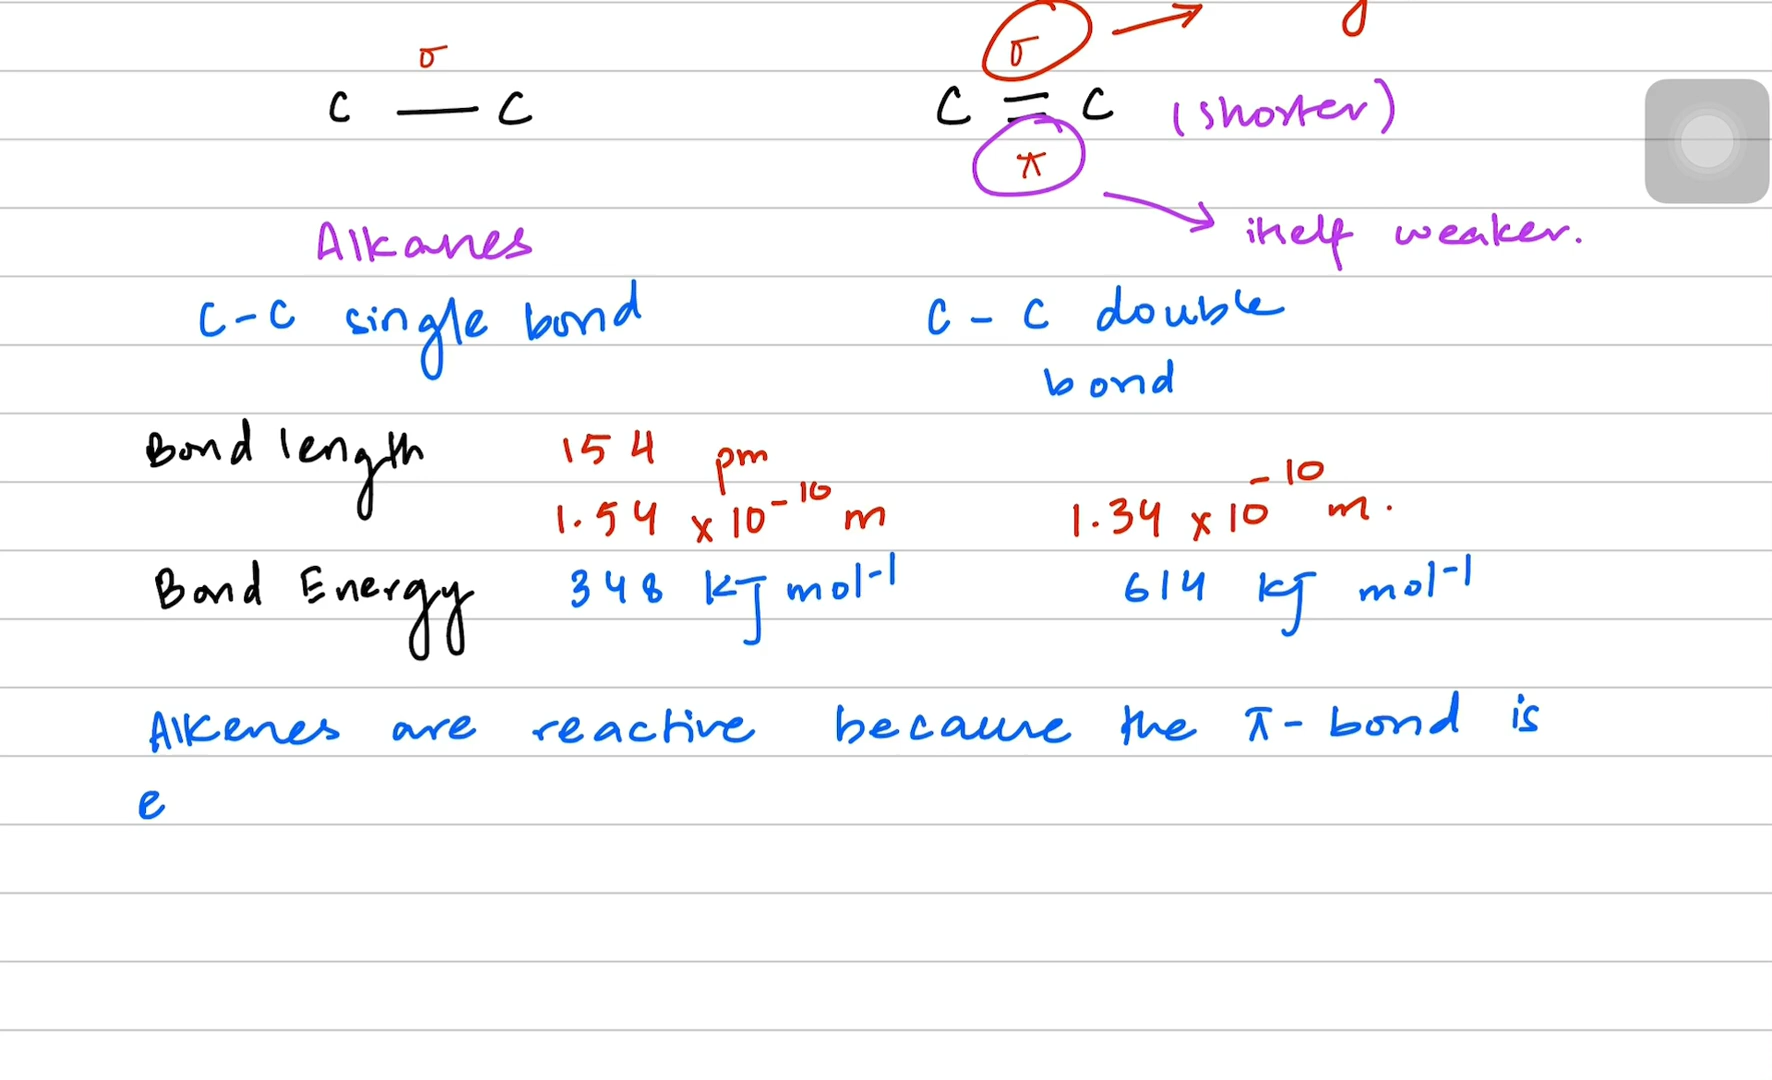 σ σ
C — C C = C (shorter)
π
Alkanes itself weaker.
C-C single bond C - C double
bond
Bond length 154 pm
1.54 x 10-10 m 1.34 x 10-10 m.
Bond Energy 348 KJ mol-1 614 KJ mol-1
Alkenes are reactive because the π-bond is
e